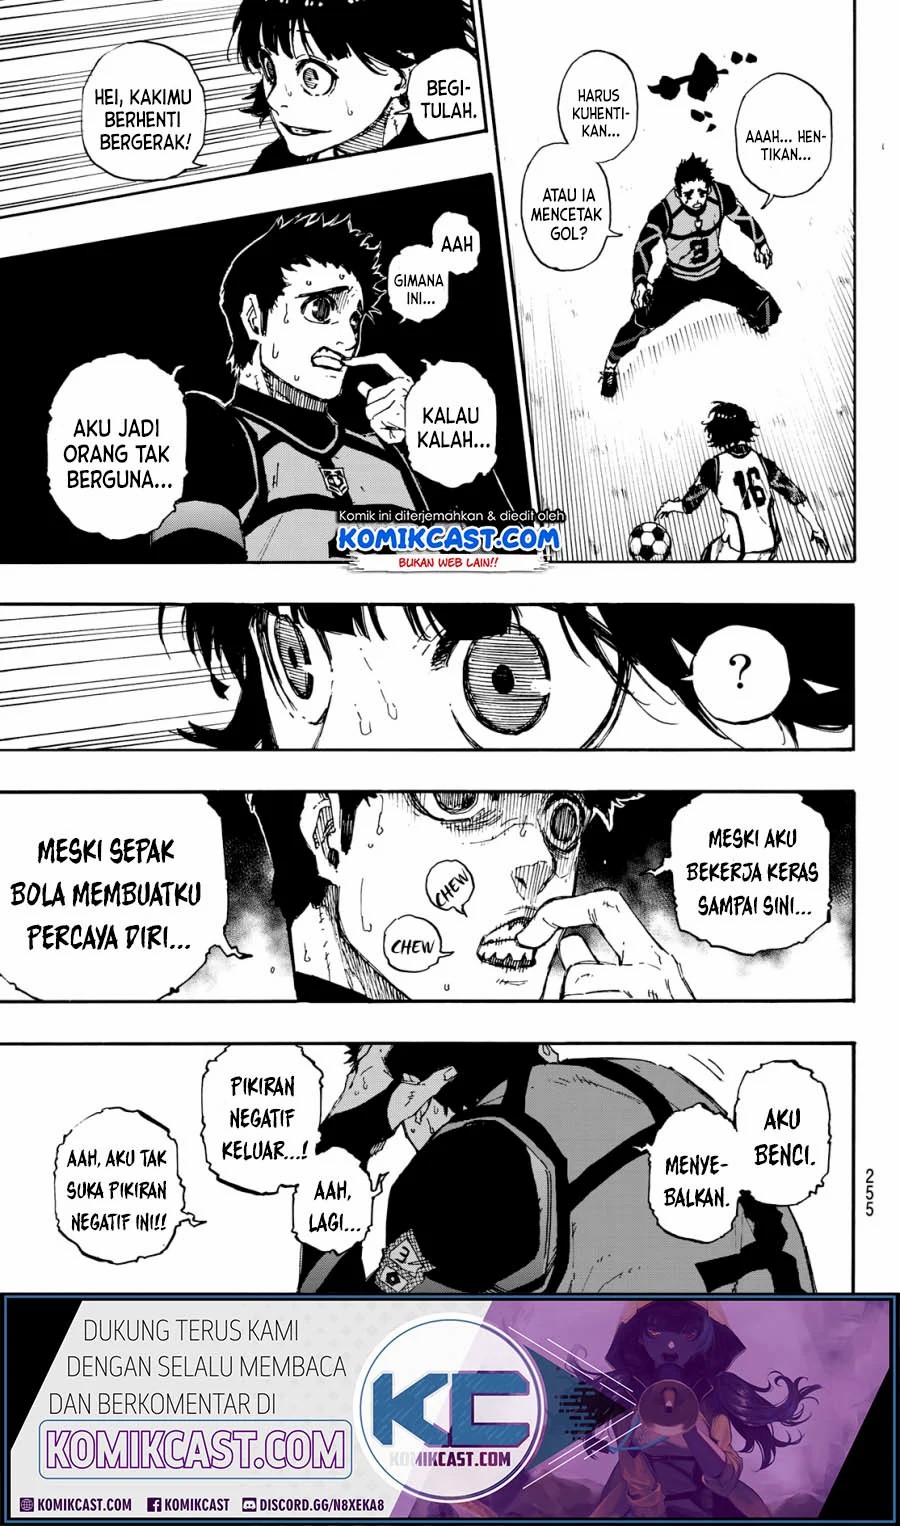 AAAH... HEN-
TIKAN...
HARUS
KUHENTI-
KAN...
ATAU IA
MENCETAK
GOL?
8
16
BEGI-
TULAH.
HEI, KAKIMU
BERHENTI
BERGERAK!
AAH
GIMANA
INI...
KALAU
KALAH...
AKU JADI
ORANG TAK
BERGUNA...
Komik ini diterjemahkan & diedit oleh
KOMIKCAST.COM
BUKAN WEB LAIN!!
?
MESKI AKU
BEKERJA KERAS
SAMPAI SINI...
CHEW
CHEW
MESKI SEPAK
BOLA MEMBUATKU
PERCAYA DIRI...
AKU
BENCI.
MENYE-
BALKAN.
PIKIRAN
NEGATIF
KELUAR...!
AAH,
LAGI...
AAH, AKU TAK
SUKA PIKIRAN
NEGATIF INI!!
255
DUKUNG TERUS KAMI
DENGAN SELALU MEMBACA
DAN BERKOMENTAR DI
KOMIKCAST.COM
KC
KOMIKCAST.COM
KOMIKCAST.COM
KOMIKCAST
DISCORD.GG/N8XEKA8